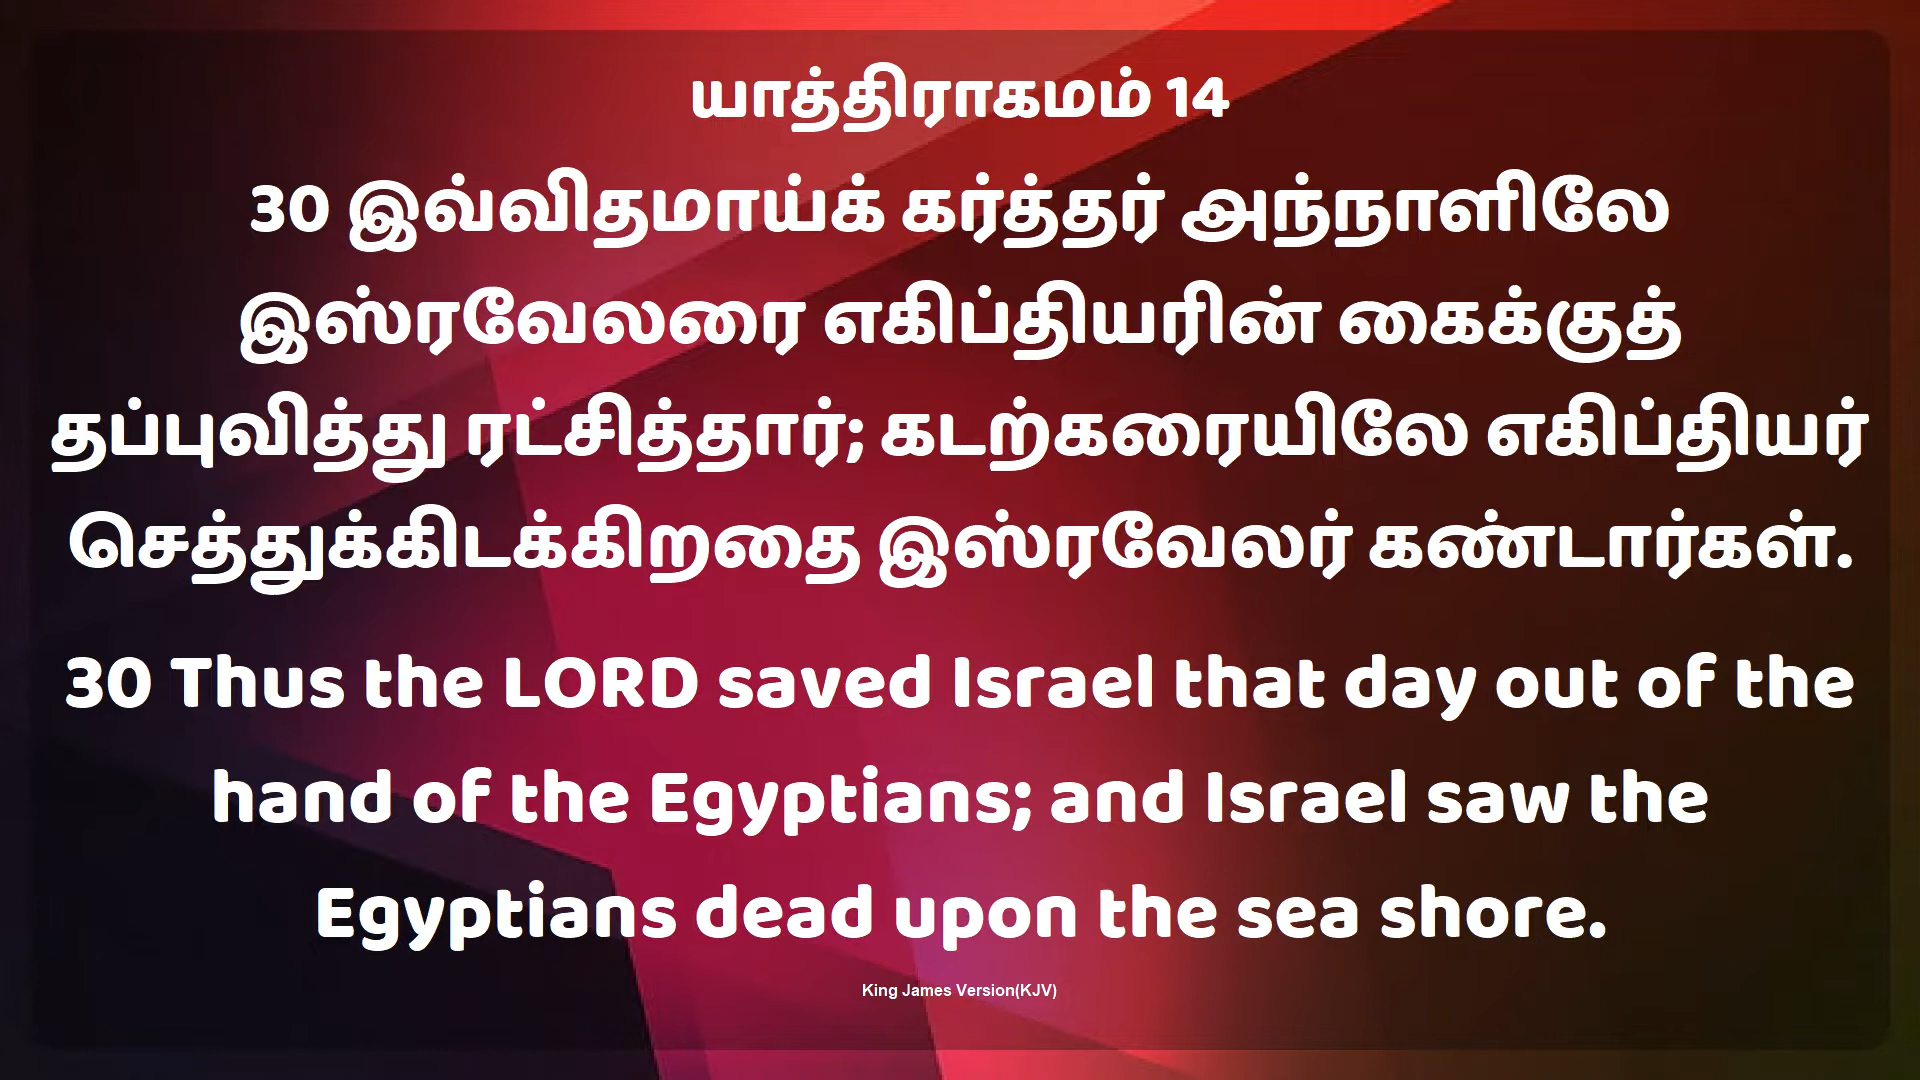 யாத்திராகமம் 14
30 இவ்விதமாய்க் கர்த்தர் அந்நாளிலே
இஸ்ரவேலரை எகிப்தியரின் கைக்குத்
தப்புவித்து ரட்சித்தார்; கடற்கரையிலே எகிப்தியர்
செத்துக்கிடக்கிறதை இஸ்ரவேலர் கண்டார்கள்.
30 Thus the LORD saved Israel that day out of the
hand of the Egyptians; and Israel saw the
Egyptians dead upon the sea shore.
King James Version(KJV)